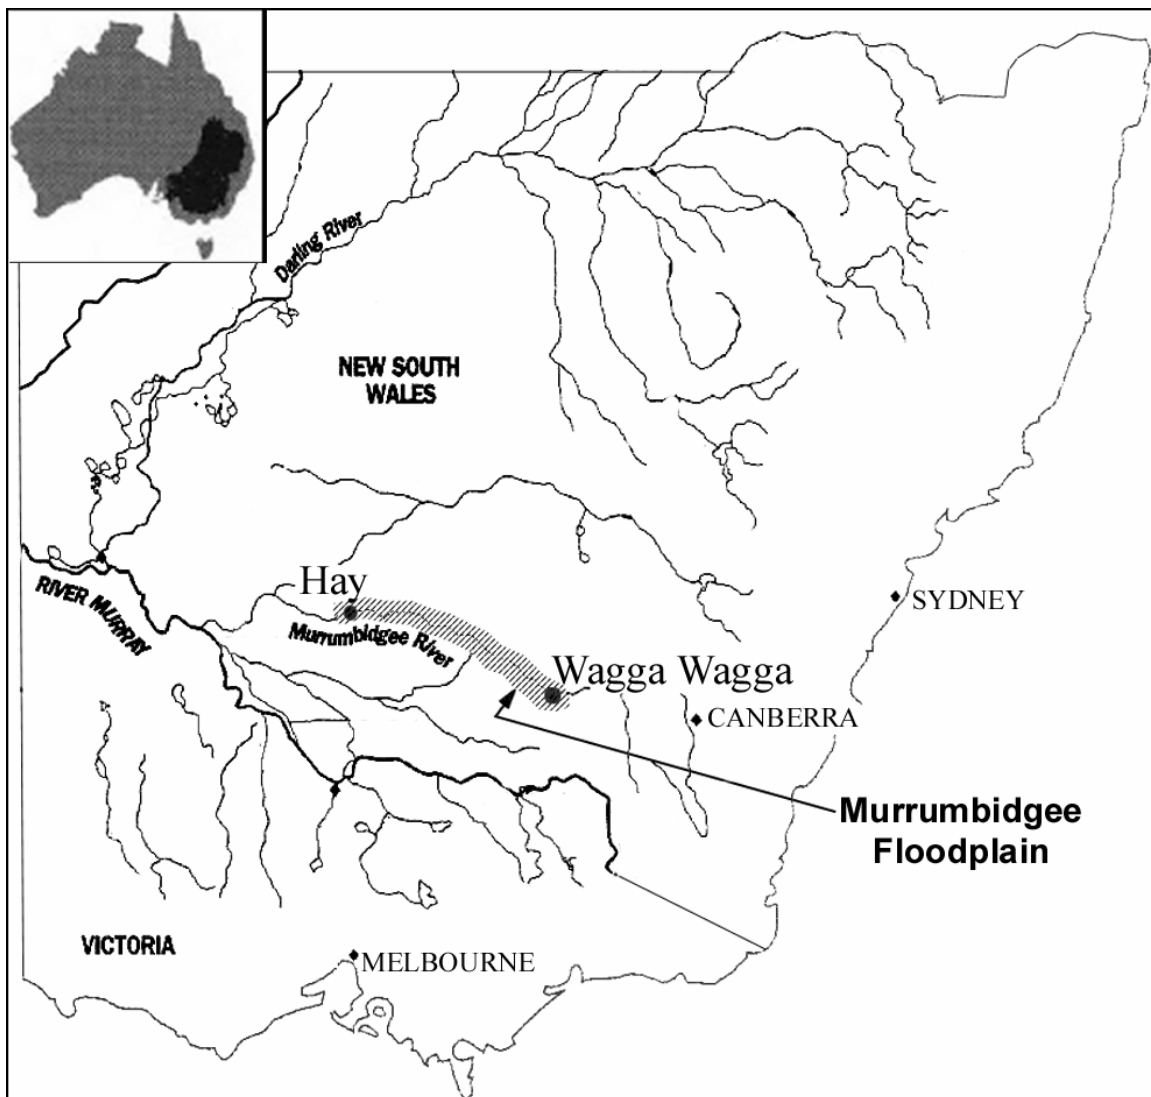 Darling River
NEW SOUTH
WALES
Hay
RIVER MURRAY
Murrumbidgee River
SYDNEY
Wagga Wagga
CANBERRA
Murrumbidgee
Floodplain
VICTORIA
MELBOURNE